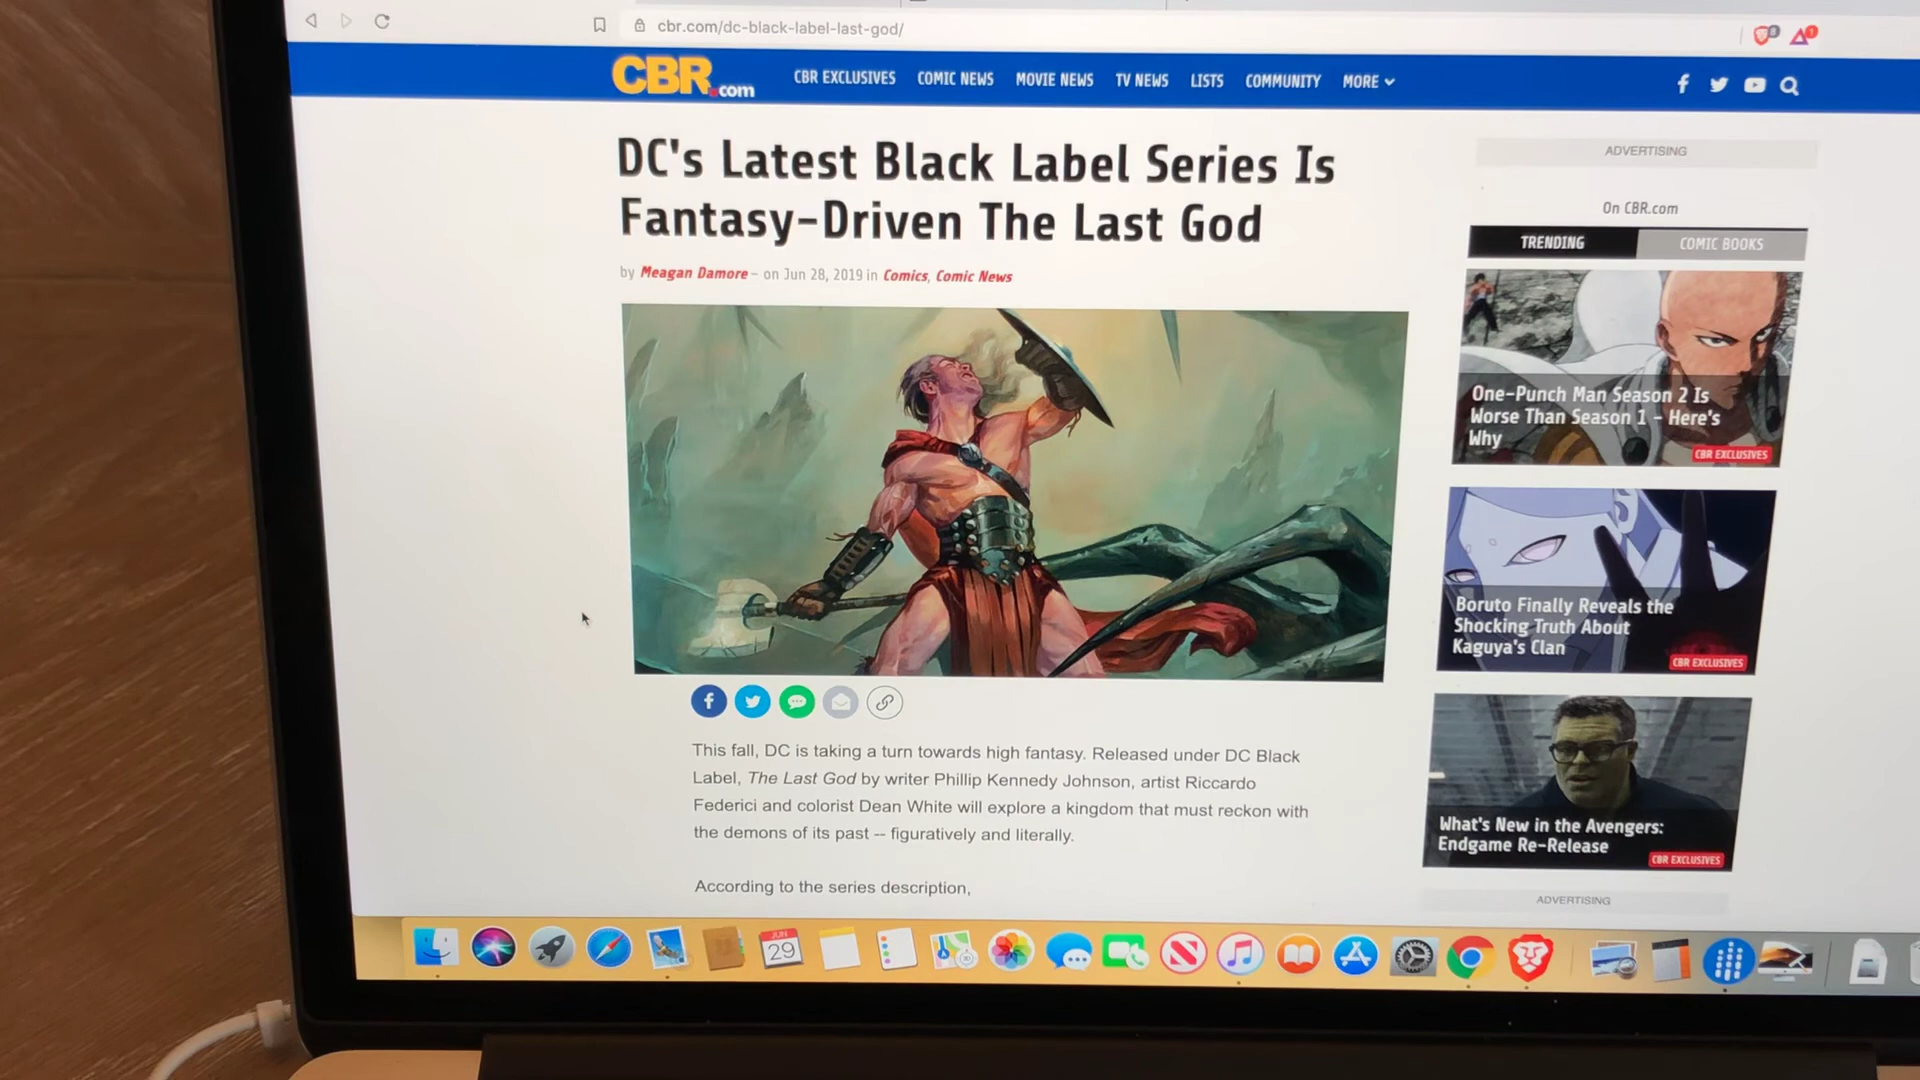 cbr.com/dc-black-label-last-god/
CBR.com
CBR EXCLUSIVES COMIC NEWS MOVIE NEWS TV NEWS LISTS COMMUNITY MORE
DC's Latest Black Label Series Is
Fantasy-Driven The Last God
by Meagan Damore – on Jun 28, 2019 in Comics, Comic News
This fall, DC is taking a turn towards high fantasy. Released under DC Black
Label, The Last God by writer Phillip Kennedy Johnson, artist Riccardo
Federici and colorist Dean White will explore a kingdom that must reckon with
the demons of its past -- figuratively and literally.
According to the series description,
ADVERTISING
On CBR.com
TRENDING COMIC BOOKS
One-Punch Man Season 2 Is
Worse Than Season 1 – Here's
Why
CBR EXCLUSIVES
Boruto Finally Reveals the
Shocking Truth About
Kaguya's Clan
CBR EXCLUSIVES
What's New in the Avengers:
Endgame Re-Release
CBR EXCLUSIVES
ADVERTISING
JUN
29